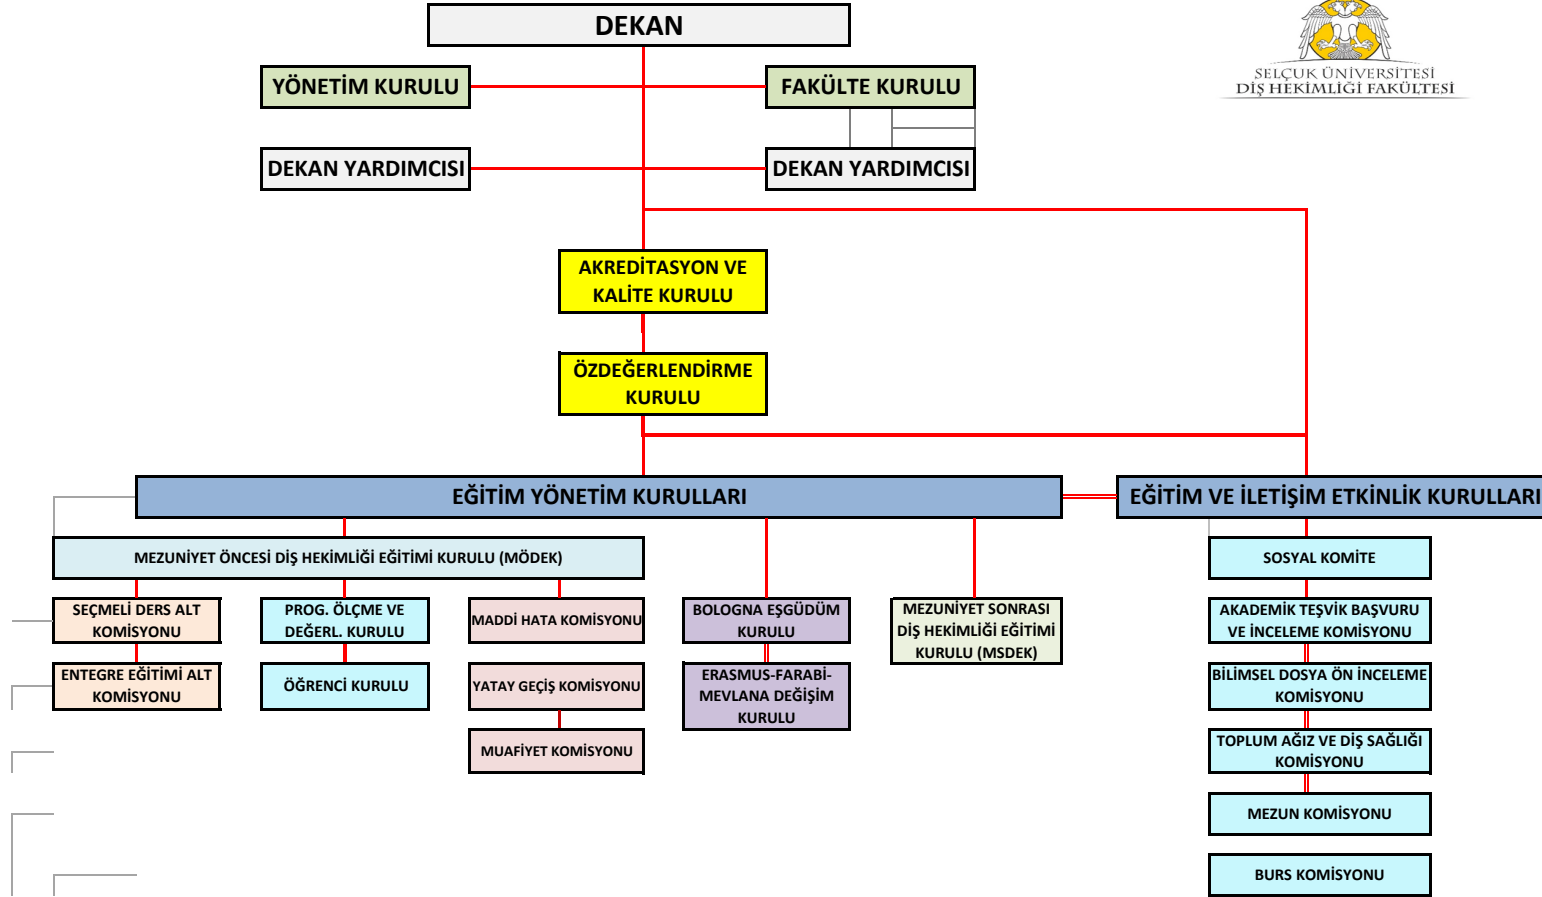 DEKAN
SELÇUK ÜNİVERSİTESİ
DİŞ HEKİMLİĞİ FAKÜLTESİ
YÖNETİM KURULU
FAKÜLTE KURULU
DEKAN YARDIMCISI
DEKAN YARDIMCISI
AKREDİTASYON VE
KALİTE KURULU
ÖZDEĞERLENDİRME
KURULU
EĞİTİM YÖNETİM KURULLARI
EĞİTİM VE İLETİŞİM ETKİNLİK KURULLARI
MEZUNİYET ÖNCESİ DİŞ HEKİMLİĞİ EĞİTİMİ KURULU (MÖDEK)
SEÇMELİ DERS ALT
KOMİSYONU
ENTEGRE EĞİTİMİ ALT
KOMİSYONU
PROG. ÖLÇME VE
DEĞERL. KURULU
ÖĞRENCİ KURULU
MADDİ HATA KOMİSYONU
YATAY GEÇİŞ KOMİSYONU
MUAFİYET KOMİSYONU
BOLOGNA EŞGÜDÜM
KURULU
ERASMUS-FARABİ-
MEVLANA DEĞİŞİM
KURULU
MEZUNİYET SONRASI
DİŞ HEKİMLİĞİ EĞİTİMİ
KURULU (MSDEK)
SOSYAL KOMİTE
AKADEMİK TEŞVİK BAŞVURU
VE İNCELEME KOMİSYONU
BİLİMSEL DOSYA ÖN İNCELEME
KOMİSYONU
TOPLUM AĞIZ VE DİŞ SAĞLIĞI
KOMİSYONU
MEZUN KOMİSYONU
BURS KOMİSYONU